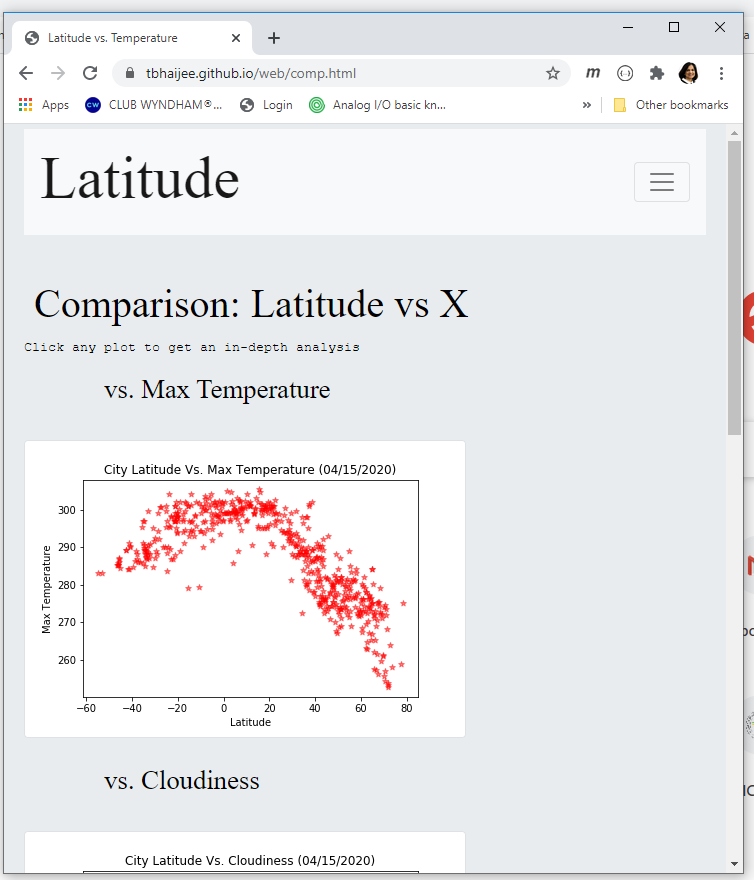 Latitude vs. Temperature
tbhaijee.github.io/web/comp.html
m
Apps
CW
CLUB WYNDHAM®...
Login
Analog I/O basic kn...
»
Other bookmarks
Latitude
Comparison: Latitude vs X
Click any plot to get an in-depth analysis
vs. Max Temperature
City Latitude Vs. Max Temperature (04/15/2020)
300
290
280
270
260
Max Temperature
−60 −40 −20 0 20 40 60 80
Latitude
vs. Cloudiness
City Latitude Vs. Cloudiness (04/15/2020)